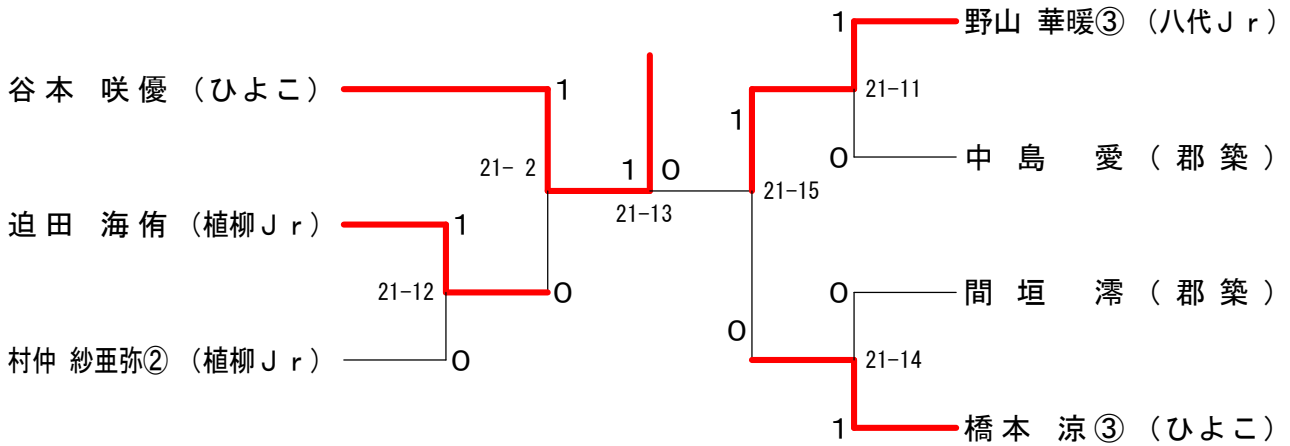 谷本 咲優 (ひよこ)
1
21- 2
迫田 海侑 (植柳Jr)
1
21-12
0
村仲 紗亜弥② (植柳Jr)
0
1 0
21-13
1 野山 華暖③ (八代Jr)
21-11
1
0 中島 愛 (郡築)
21-15
0 間垣 澪 (郡築)
0
21-14
1 橋本 涼③ (ひよこ)